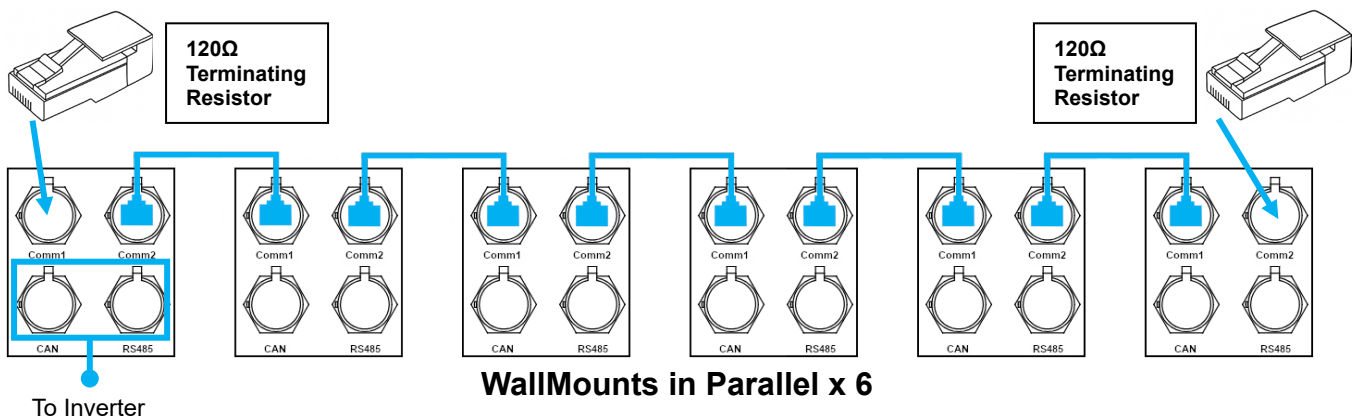 120Ω
Terminating
Resistor
120Ω
Terminating
Resistor
Comm1 Comm2 Comm1 Comm2 Comm1 Comm2 Comm1 Comm2 Comm1 Comm2 Comm1 Comm2
CAN RS485 CAN RS485 CAN RS485 CAN RS485 CAN RS485 CAN RS485
WallMounts in Parallel x 6
To Inverter